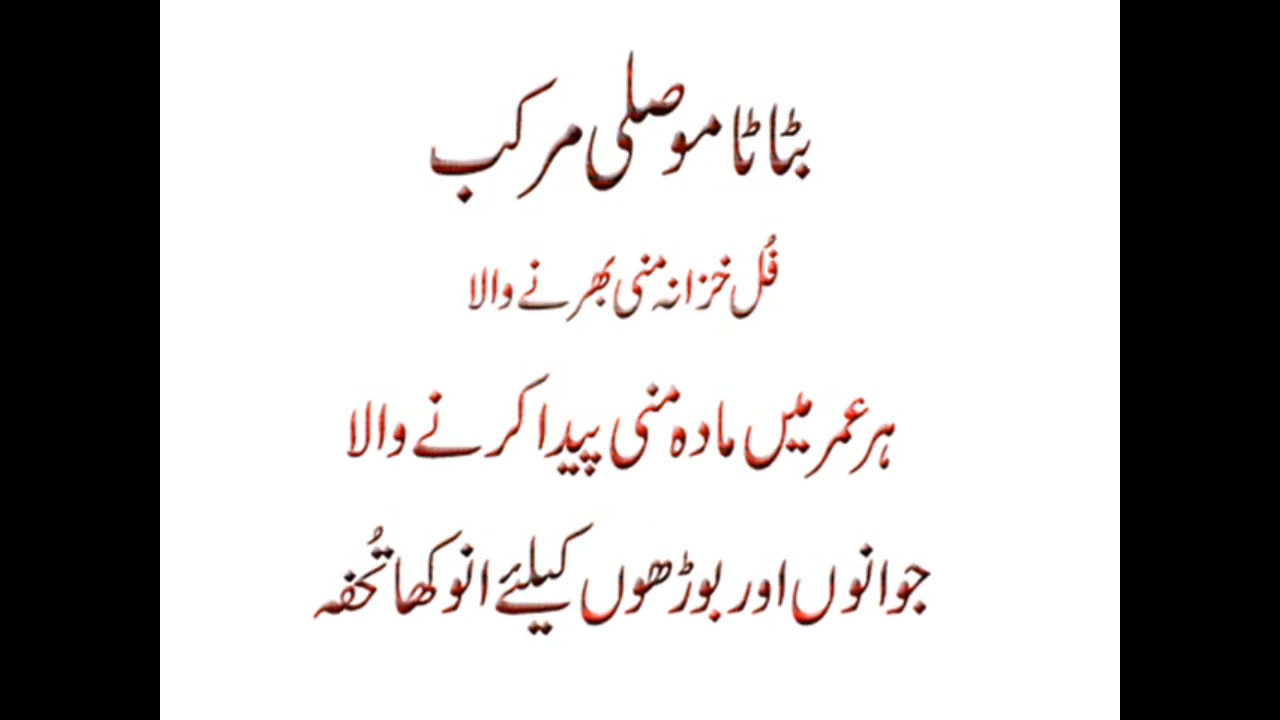 بٹاٹا موصلی مرکب
فُل خزانہ منی بھرنے والا
ہر عمر میں مادہ منی پیدا کرنے والا
جوانوں اور بوڑھوں کیلئے انوکھا تُحفہ